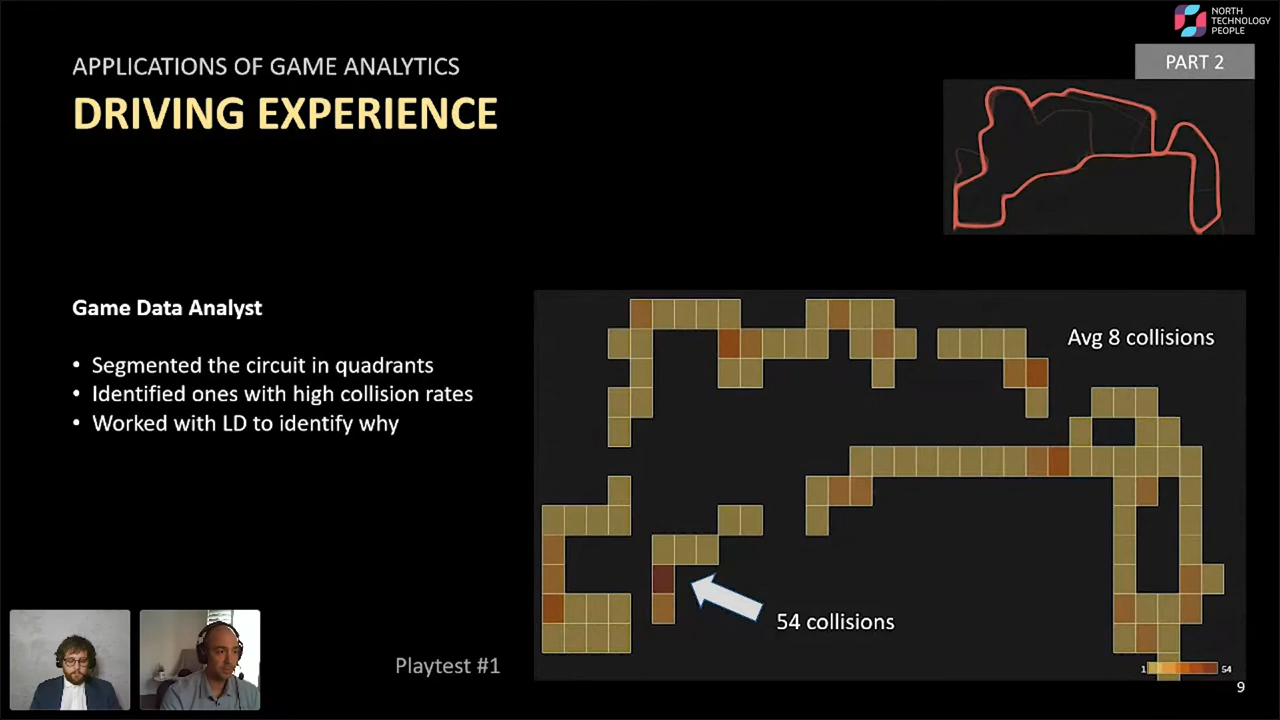 NORTH
TECHNOLOGY
PEOPLE
APPLICATIONS OF GAME ANALYTICS
PART 2
DRIVING EXPERIENCE
Game Data Analyst
• Segmented the circuit in quadrants
• Identified ones with high collision rates
• Worked with LD to identify why
Avg 8 collisions
54 collisions
Playtest #1
1 54
9